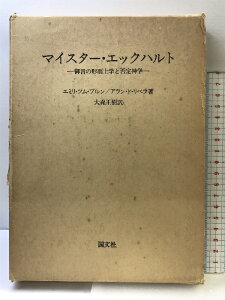 マイスター・エックハルト
―御言の形而上学と否定神学―
エミリ・ツム・ブルン/アラン・ド・リベラ著
大森正樹訳
国文社